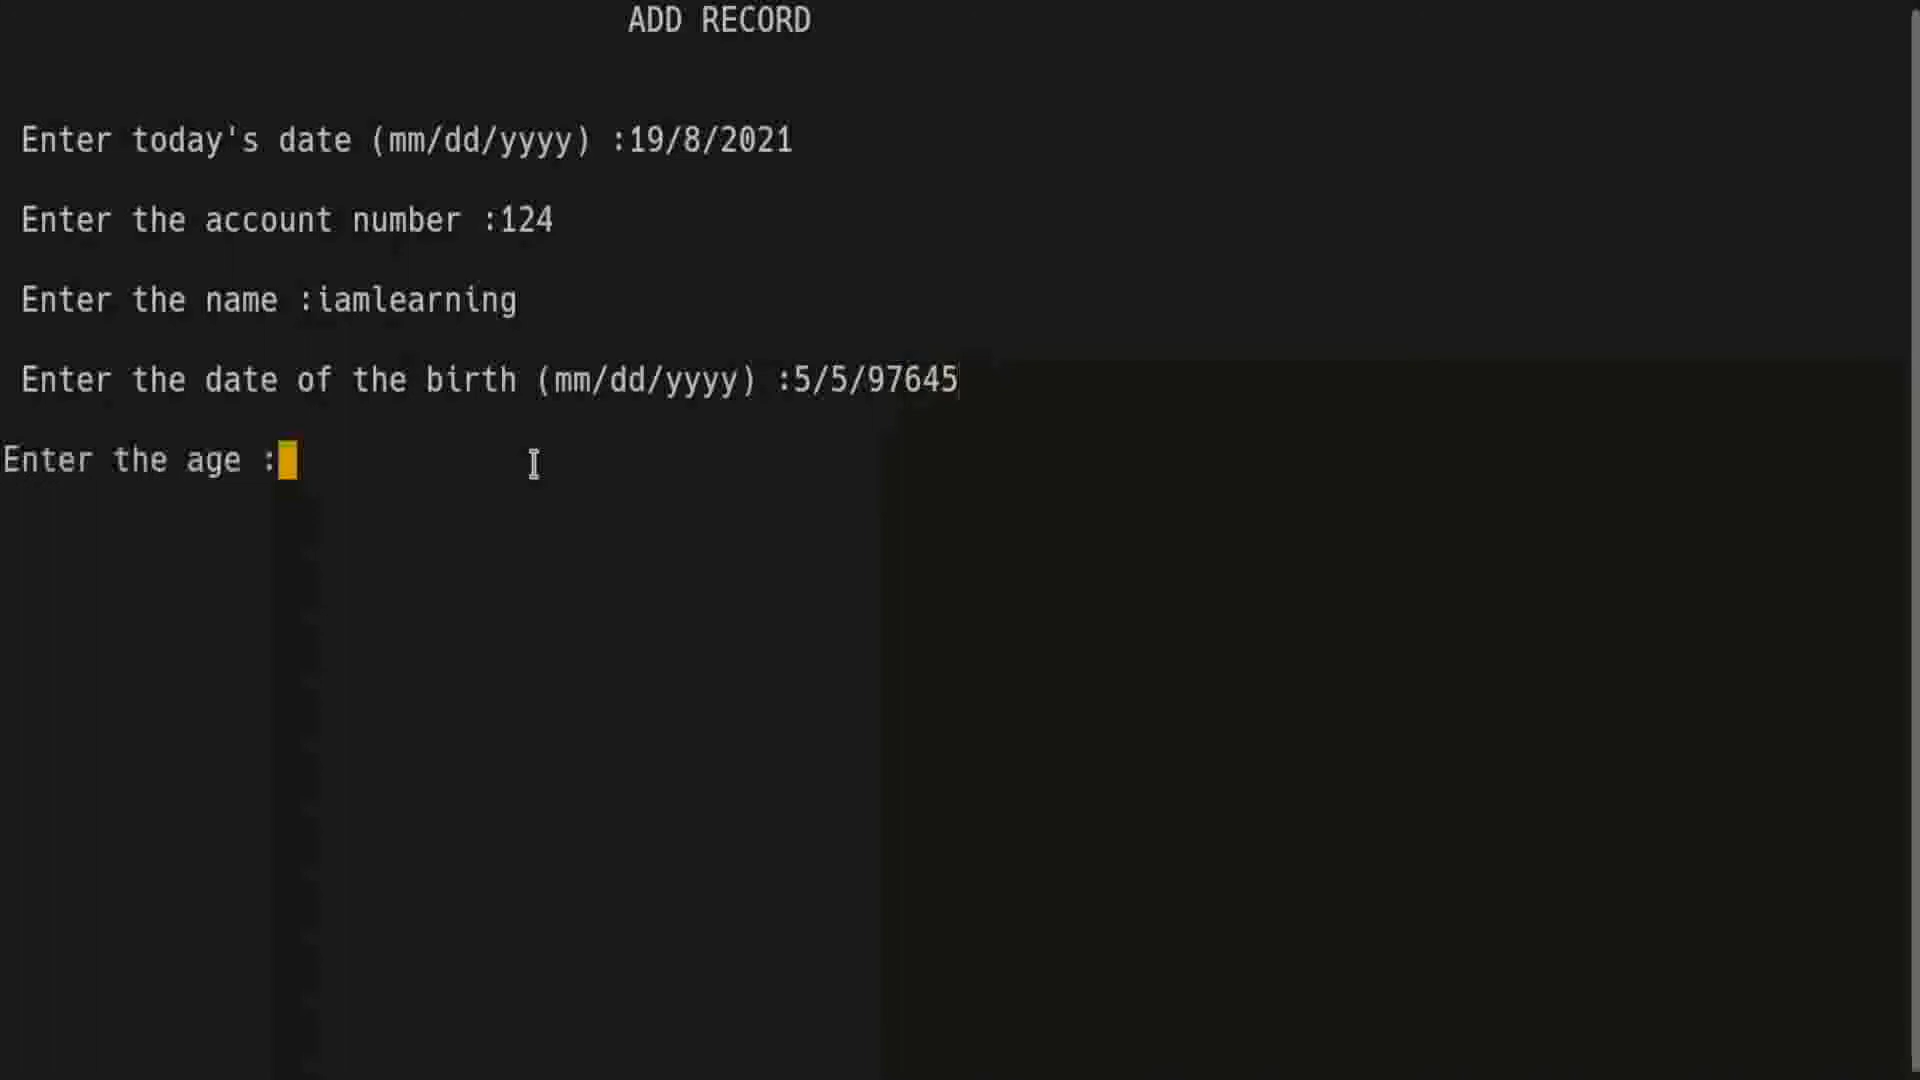 ADD RECORD
Enter today's date (mm/dd/yyyy) :19/8/2021
Enter the account number :124
Enter the name :iamlearning
Enter the date of the birth (mm/dd/yyyy) :5/5/97645
Enter the age :